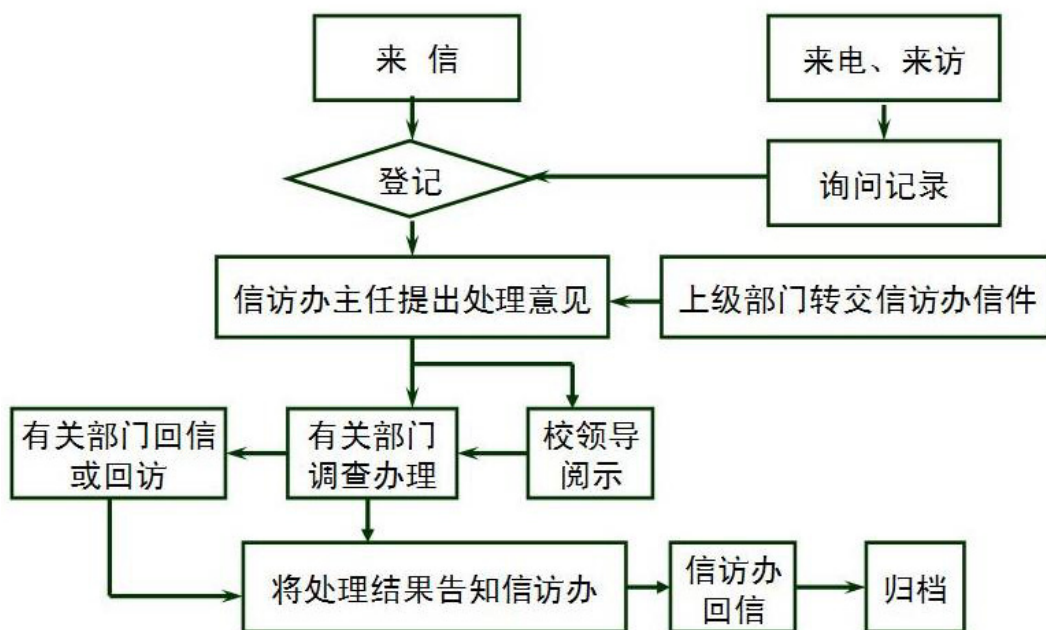 来 信
来电、来访
登记
询问记录
信访办主任提出处理意见
上级部门转交信访办信件
有关部门回信
或回访
有关部门
调查办理
校领导
阅示
将处理结果告知信访办
信访办
回信
归档